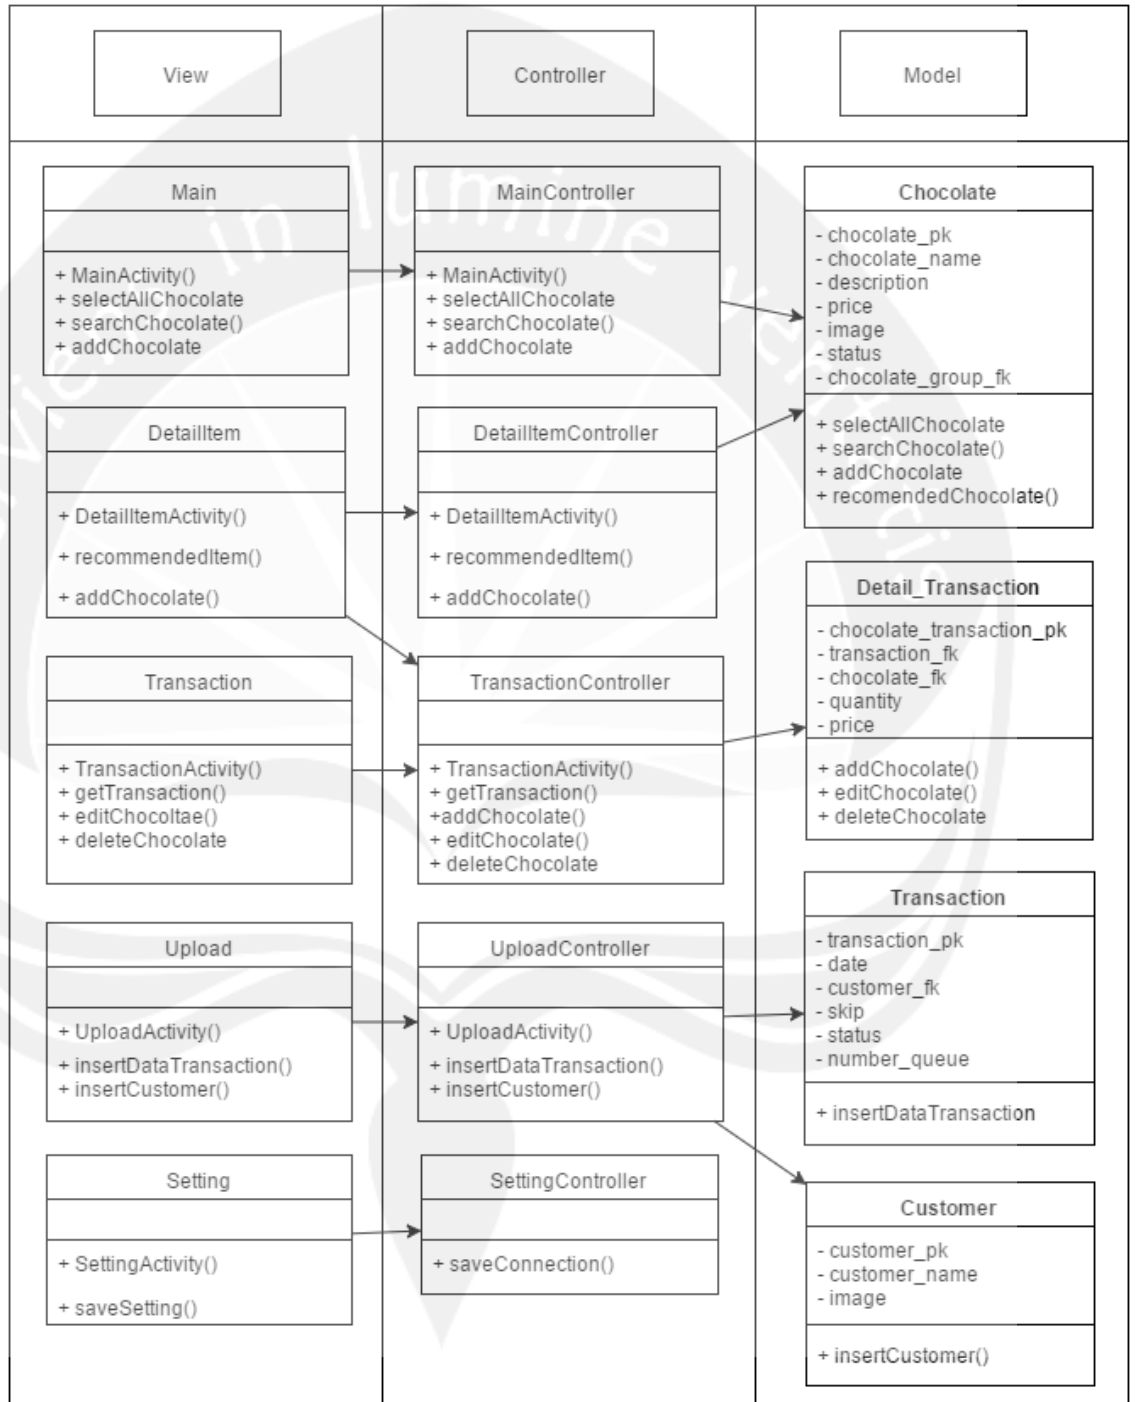 View
Controller
Model
Main
+ MainActivity()
+ selectAllChocolate
+ searchChocolate()
+ addChocolate
MainController
+ MainActivity()
+ selectAllChocolate
+ searchChocolate()
+ addChocolate
Chocolate
- chocolate_pk
- chocolate_name
- description
- price
- image
- status
- chocolate_group_fk
+ selectAllChocolate
+ searchChocolate()
+ addChocolate
+ recomendedChocolate()
DetailItem
+ DetailItemActivity()
+ recommendedItem()
+ addChocolate()
DetailItemController
+ DetailItemActivity()
+ recommendedItem()
+ addChocolate()
Detail_Transaction
- chocolate_transaction_pk
- transaction_fk
- chocolate_fk
- quantity
- price
+ addChocolate()
+ editChocolate()
+ deleteChocolate
Transaction
+ TransactionActivity()
+ getTransaction()
+ editChocoltae()
+ deleteChocolate
TransactionController
+ TransactionActivity()
+ getTransaction()
+addChocolate()
+ editChocolate()
+ deleteChocolate
Transaction
- transaction_pk
- date
- customer_fk
- skip
- status
- number_queue
+ insertDataTransaction
Upload
+ UploadActivity()
+ insertDataTransaction()
+ insertCustomer()
UploadController
+ UploadActivity()
+ insertDataTransaction()
+ insertCustomer()
Customer
- customer_pk
- customer_name
- image
+ insertCustomer()
Setting
+ SettingActivity()
+ saveSetting()
SettingController
+ saveConnection()
in lumine veritatis